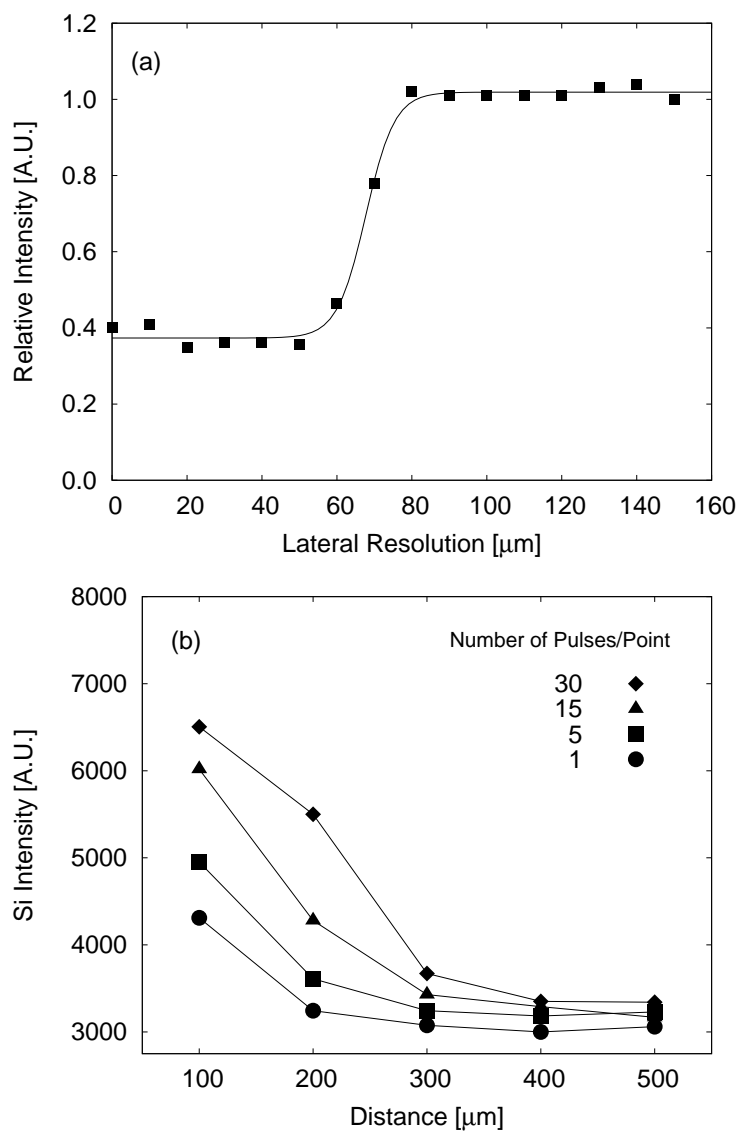 (a)
1.2
1.0
0.8
0.6
0.4
0.2
0.0
Relative Intensity [A.U.]
0 20 40 60 80 100 120 140 160
Lateral Resolution [μm]
(b)
8000
7000
6000
5000
4000
3000
Si Intensity [A.U.]
Number of Pulses/Point
30
15
5
1
100 200 300 400 500
Distance [μm]